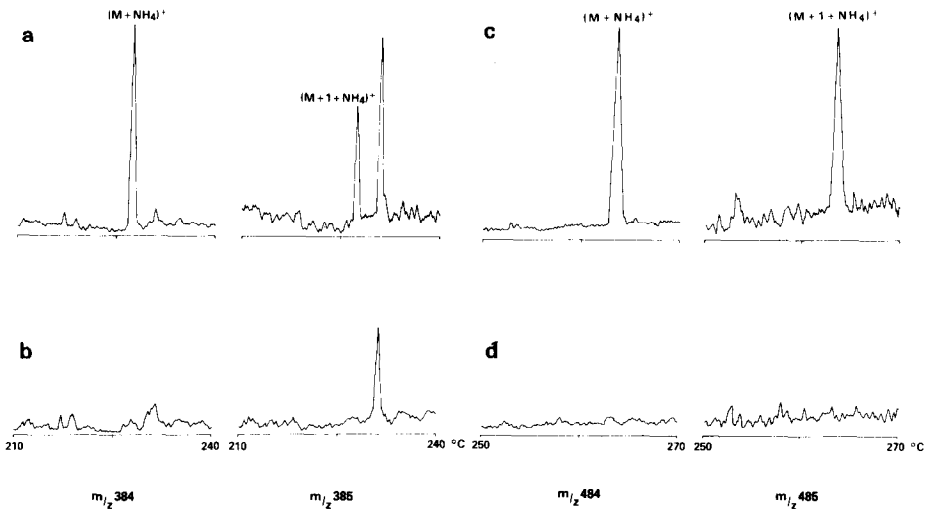 a
(M + NH4)+
(M + 1 + NH4)+
c
(M + NH4)+
(M + 1 + NH4)+
b
210 240
210 240 °C
d
250 270
250 270 °C
m/z 384
m/z 385
m/z 484
m/z 485